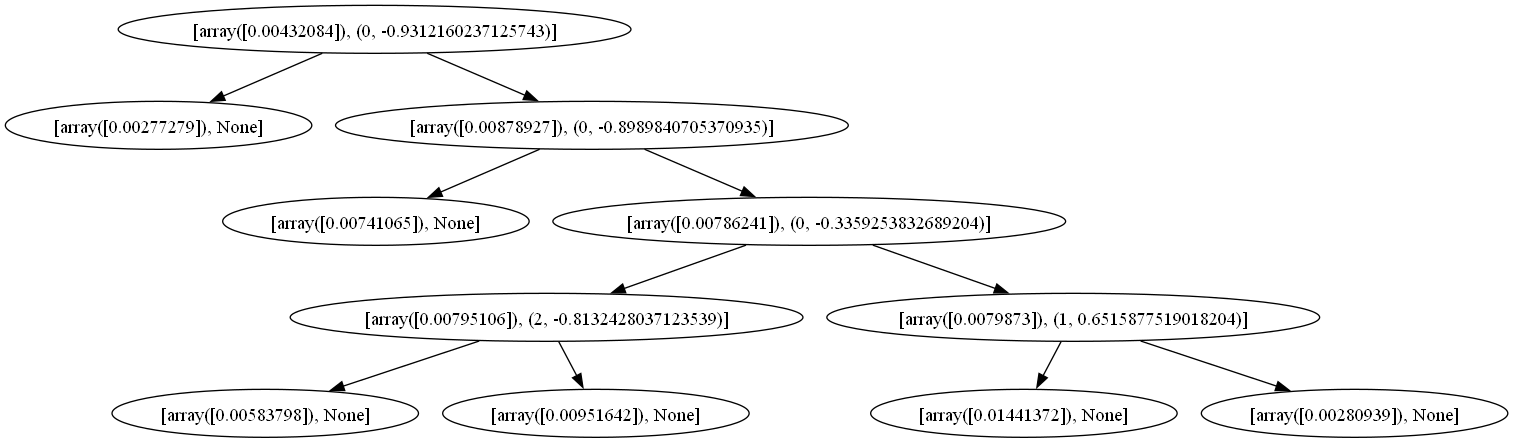 [array([0.00432084]), (0, -0.9312160237125743)]
[array([0.00277279]), None]
[array([0.00878927]), (0, -0.8989840705370935)]
[array([0.00741065]), None]
[array([0.00786241]), (0, -0.3359253832689204)]
[array([0.00795106]), (2, -0.8132428037123539)]
[array([0.0079873]), (1, 0.6515877519018204)]
[array([0.00583798]), None]
[array([0.00951642]), None]
[array([0.01441372]), None]
[array([0.00280939]), None]